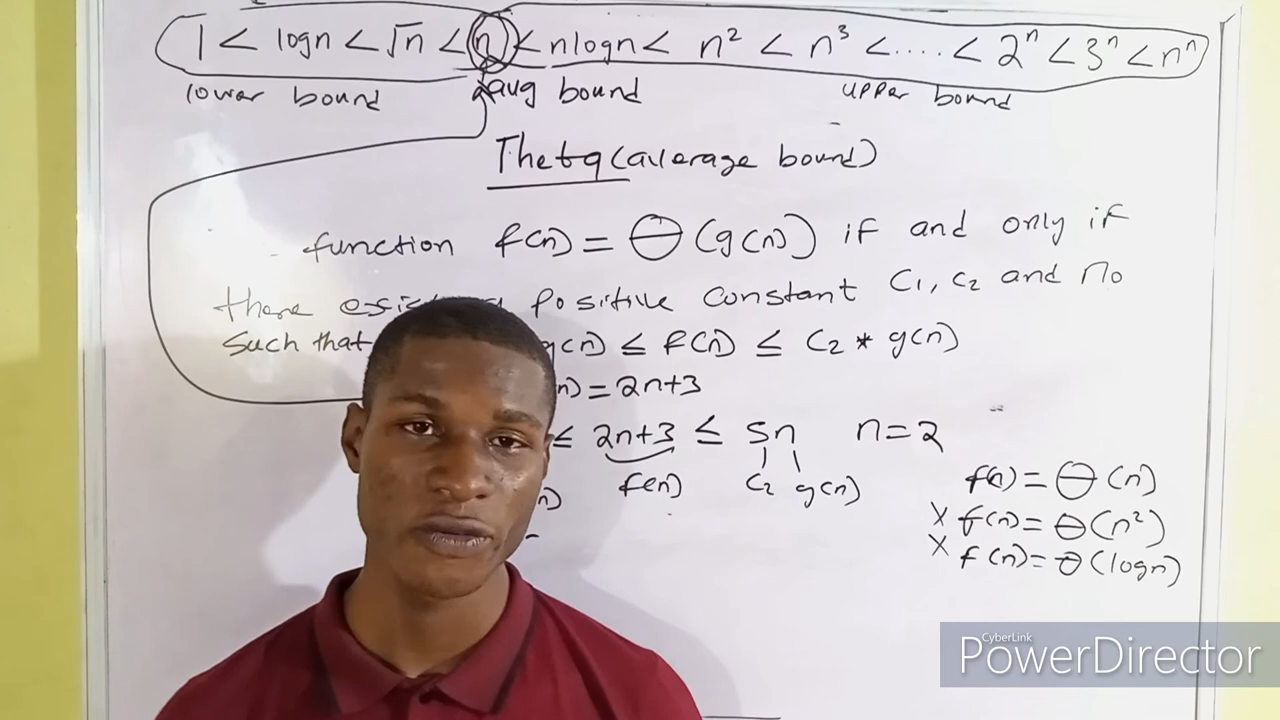 1 < logn < √n < n < nlogn < n² < n³ < ..... < 2ⁿ < 3ⁿ < nⁿ
lower bound avg bound upper bound
Theta (average bound)
function f(n) = Θ (g(n)) if and only if
there positive constant C1, C2 and no
such that g(n) ≤ f(n) ≤ C2 * g(n)
n) = 2n+3
≤ 2n+3 ≤ 5n n=2
n) f(n) C2 g(n)
f(n) = Θ (n)
X f(n) = Θ(n²)
X f(n) = Θ(logn)
CyberLink
PowerDirector